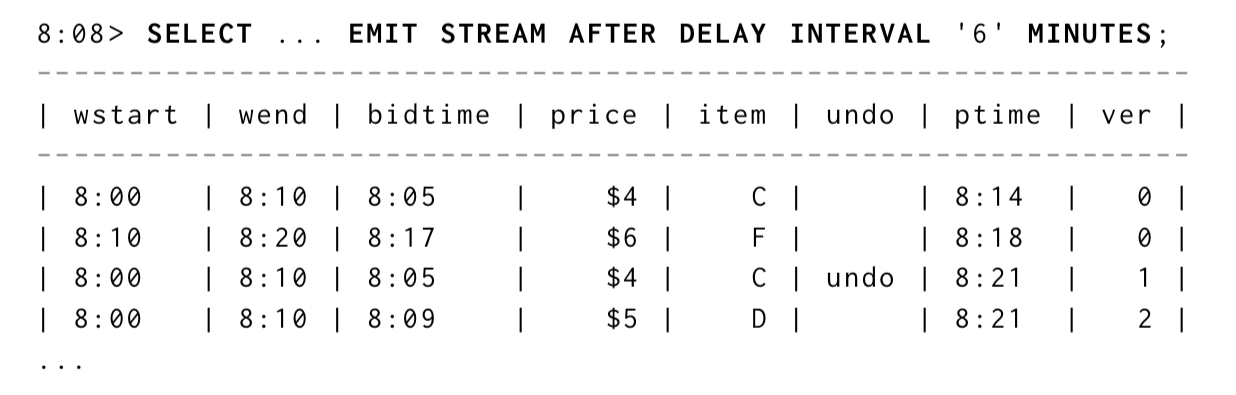 8:08> SELECT ... EMIT STREAM AFTER DELAY INTERVAL '6' MINUTES;
---------------------------------------------------------------
| wstart | wend | bidtime | price | item | undo | ptime | ver |
---------------------------------------------------------------
| 8:00   | 8:10 | 8:05    |    $4 |    C |      | 8:14  |   0 |
| 8:10   | 8:20 | 8:17    |    $6 |    F |      | 8:18  |   0 |
| 8:00   | 8:10 | 8:05    |    $4 |    C | undo | 8:21  |   1 |
| 8:00   | 8:10 | 8:09    |    $5 |    D |      | 8:21  |   2 |
...